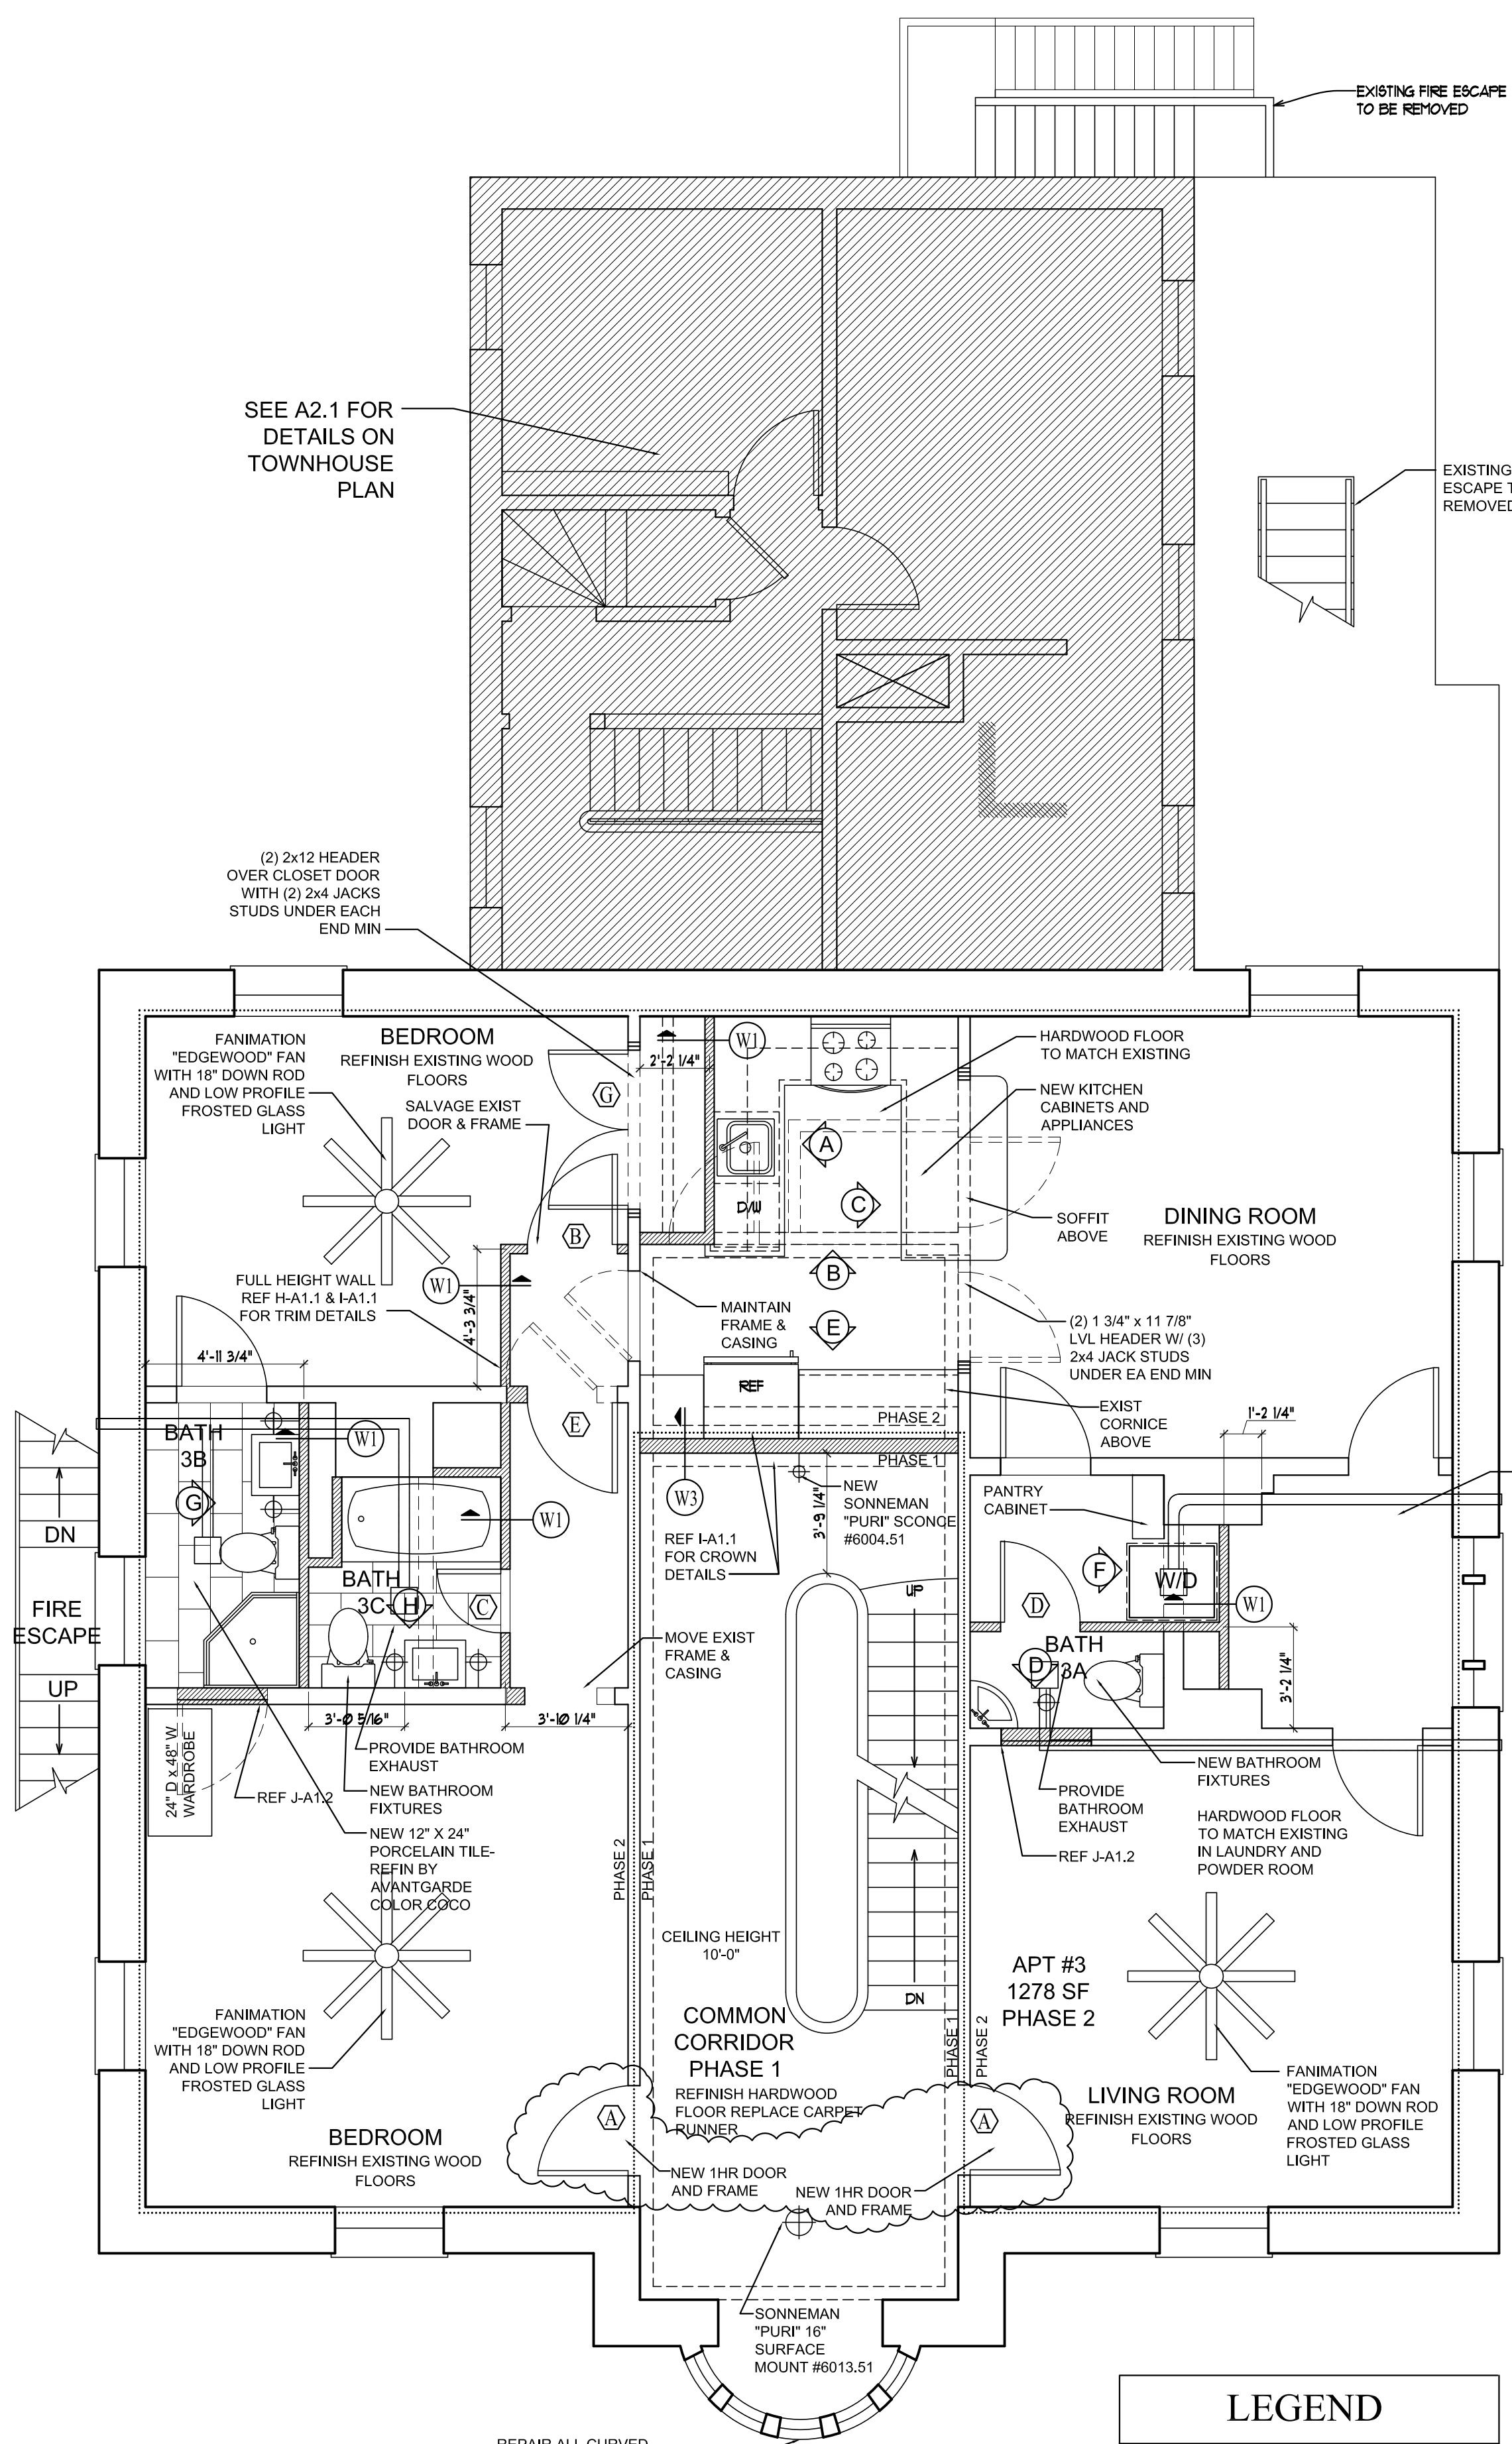 EXISTING FIRE ESCAPE
TO BE REMOVED
SEE A2.1 FOR
DETAILS ON
TOWNHOUSE
PLAN
EXISTING
ESCAPE T
REMOVED
(2) 2x12 HEADER
OVER CLOSET DOOR
WITH (2) 2x4 JACKS
STUDS UNDER EACH
END MIN
FANIMATION
"EDGEWOOD" FAN
WITH 18" DOWN ROD
AND LOW PROFILE
FROSTED GLASS
LIGHT
BEDROOM
REFINISH EXISTING WOOD
FLOORS
SALVAGE EXIST
DOOR & FRAME
G
2'-2 1/4"
W1
HARDWOOD FLOOR
TO MATCH EXISTING
NEW KITCHEN
CABINETS AND
APPLIANCES
A
C
D/W
SOFFIT
ABOVE
DINING ROOM
REFINISH EXISTING WOOD
FLOORS
B
FULL HEIGHT WALL
REF H-A1.1 & I-A1.1
FOR TRIM DETAILS
W1
4'-3 3/4"
B
E
MAINTAIN
FRAME &
CASING
(2) 1 3/4" x 11 7/8"
LVL HEADER W/ (3)
2x4 JACK STUDS
UNDER EA END MIN
4'-11 3/4"
REF
EXIST
CORNICE
ABOVE
1'-2 1/4"
PHASE 2
PHASE 1
E
BATH
3B
W1
G
W3
NEW
SONNEMAN
"PURI" SCONCE
#6004.51
3'-9 1/4"
PANTRY
CABINET
W1
REF I-A1.1
FOR CROWN
DETAILS
DN
FIRE
ESCAPE
UP
BATH
3C
H
C
UP
F
W/D
W1
D
BATH
3A
D
MOVE EXIST
FRAME &
CASING
3'-2 1/4"
3'-0 5/16"
3'-10 1/4"
24" D x 48" W
WARDROBE
REF J-A1.2
PROVIDE BATHROOM
EXHAUST
NEW BATHROOM
FIXTURES
NEW 12" X 24"
PORCELAIN TILE-
REFIN BY
AVANTGARDE
COLOR COCO
PHASE 2
PHASE 1
NEW BATHROOM
FIXTURES
PROVIDE
BATHROOM
EXHAUST
REF J-A1.2
HARDWOOD FLOOR
TO MATCH EXISTING
IN LAUNDRY AND
POWDER ROOM
CEILING HEIGHT
10'-0"
DN
APT #3
1278 SF
PHASE 2
FANIMATION
"EDGEWOOD" FAN
WITH 18" DOWN ROD
AND LOW PROFILE
FROSTED GLASS
LIGHT
COMMON
CORRIDOR
PHASE 1
REFINISH HARDWOOD
FLOOR REPLACE CARPET
RUNNER
PHASE 1
PHASE 2
LIVING ROOM
REFINISH EXISTING WOOD
FLOORS
FANIMATION
"EDGEWOOD" FAN
WITH 18" DOWN ROD
AND LOW PROFILE
FROSTED GLASS
LIGHT
BEDROOM
REFINISH EXISTING WOOD
FLOORS
A
A
NEW 1HR DOOR
AND FRAME
NEW 1HR DOOR
AND FRAME
SONNEMAN
"PURI" 16"
SURFACE
MOUNT #6013.51
LEGEND
REPAIR ALL CURVED